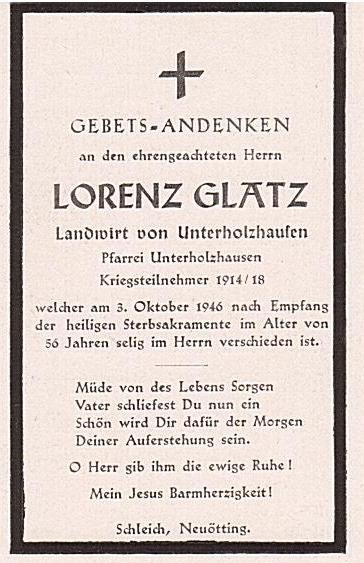 GEBETS=ANDENKEN
an den ehrengeachteten Herrn
LORENZ GLATZ
Landwirt von Unterholzhausen
Pfarrei Unterholzhausen
Kriegsteilnehmer 1914/18
welcher am 3. Oktober 1946 nach Empfang
der heiligen Sterbsakramente im Alter von
56 Jahren selig im Herrn verschieden ist.
Müde von des Lebens Sorgen
Vater schliefest Du nun ein
Schön wird Dir dafür der Morgen
Deiner Auferstehung sein.
O Herr gib ihm die ewige Ruhe!
Mein Jesus Barmherzigkeit!
Schleich, Neuötting.